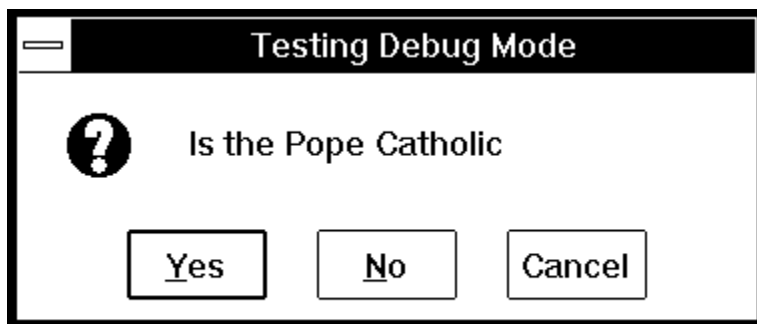 Testing Debug Mode
Is the Pope Catholic
Yes No Cancel